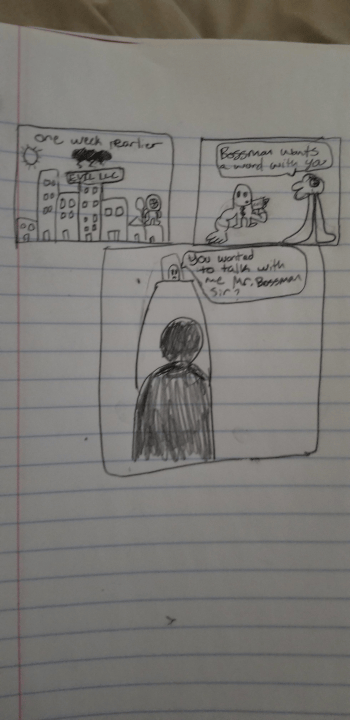 one week rearlier
EVIL LLC
Bossman wants
a word with you
You wanted
to talk with
me Mr. Bossman
Sir?